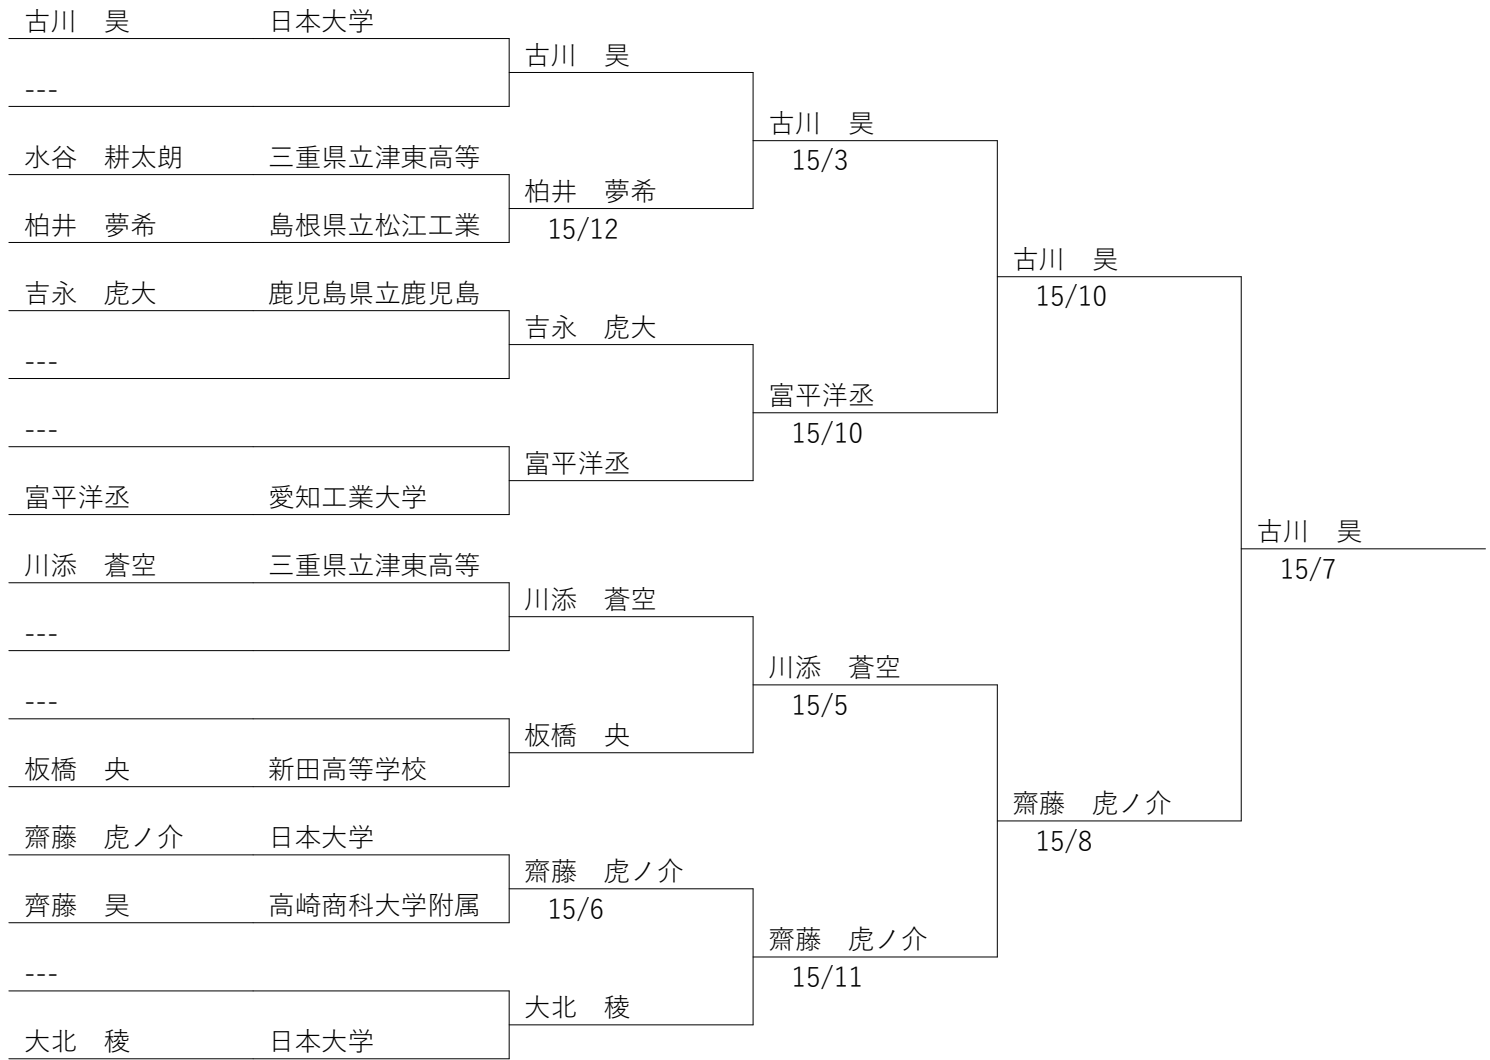 古川　昊　日本大学
---
水谷　耕太朗　三重県立津東高等
柏井　夢希　島根県立松江工業
吉永　虎大　鹿児島県立鹿児島
---
---
富平洋丞　愛知工業大学
川添　蒼空　三重県立津東高等
---
---
板橋　央　新田高等学校
齋藤　虎ノ介　日本大学
齊藤　昊　高崎商科大学附属
---
大北　稜　日本大学
古川　昊
柏井　夢希
15/12
吉永　虎大
富平洋丞
川添　蒼空
板橋　央
齋藤　虎ノ介
15/6
大北　稜
古川　昊
15/3
富平洋丞
15/10
川添　蒼空
15/5
齋藤　虎ノ介
15/11
古川　昊
15/10
齋藤　虎ノ介
15/8
古川　昊
15/7